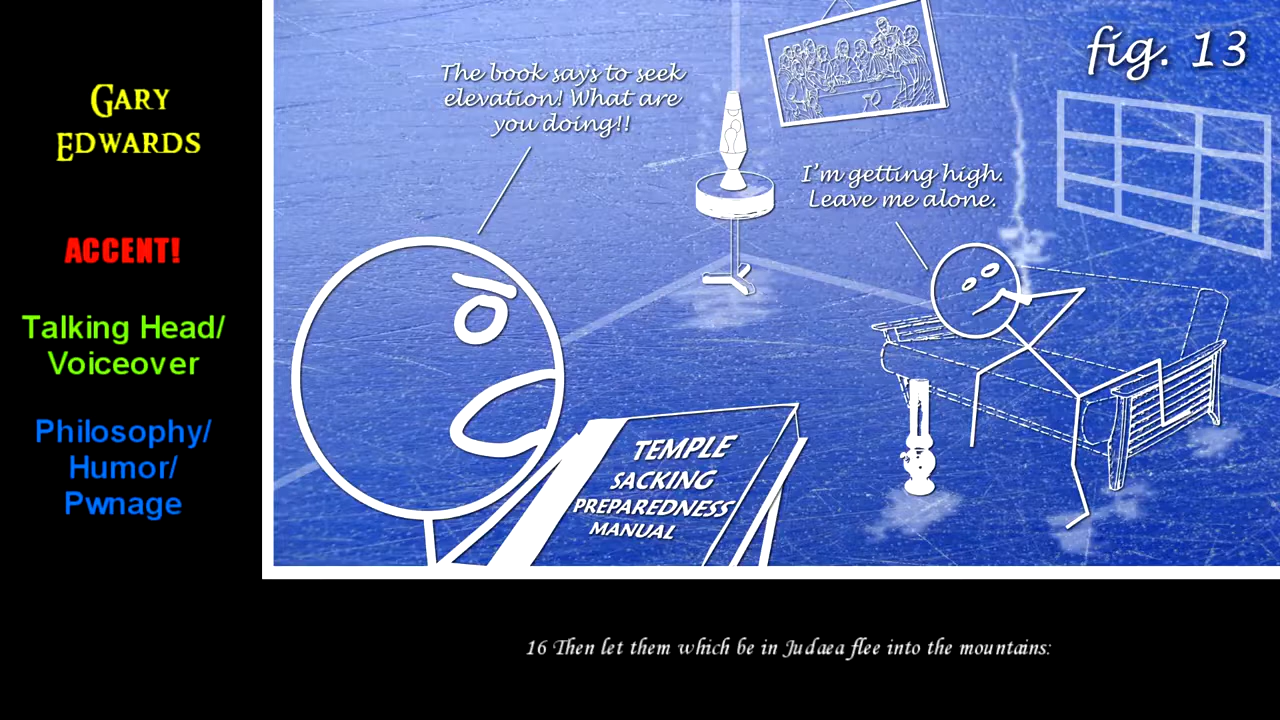 GARY
EDWARDS
ACCENT!
Talking Head/
Voiceover
Philosophy/
Humor/
Pwnage
fig. 13
The book says to seek
elevation! What are
you doing!!
I'm getting high.
Leave me alone.
TEMPLE
SACKING
PREPAREDNESS
MANUAL
16 Then let them which be in Judaea flee into the mountains: